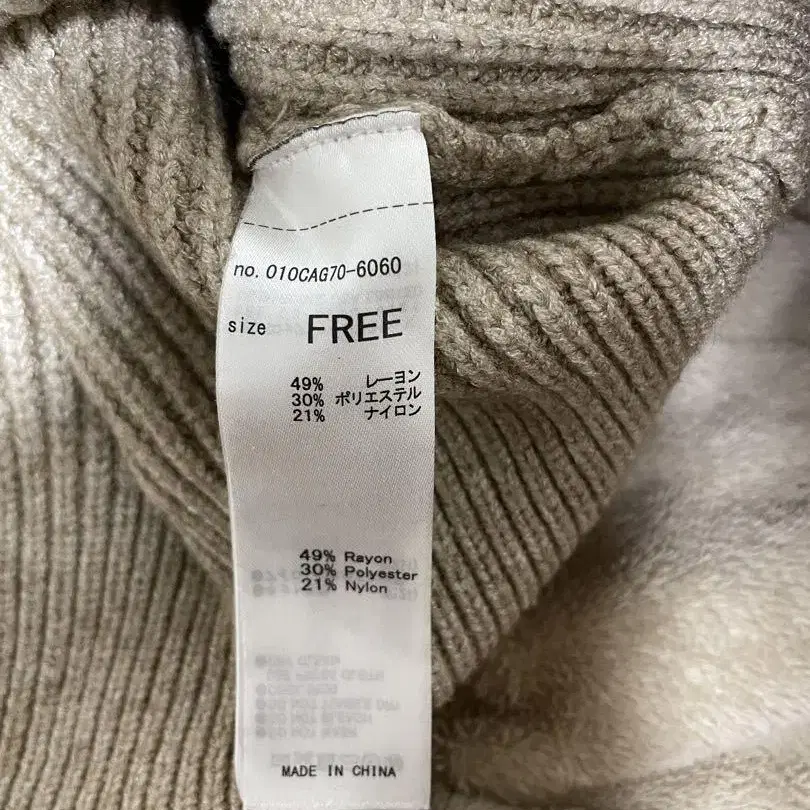 no. 010CAG70-6060
size FREE
49% レーヨン
30% ポリエステル
21% ナイロン
49% Rayon
30% Polyester
21% Nylon
MADE IN CHINA